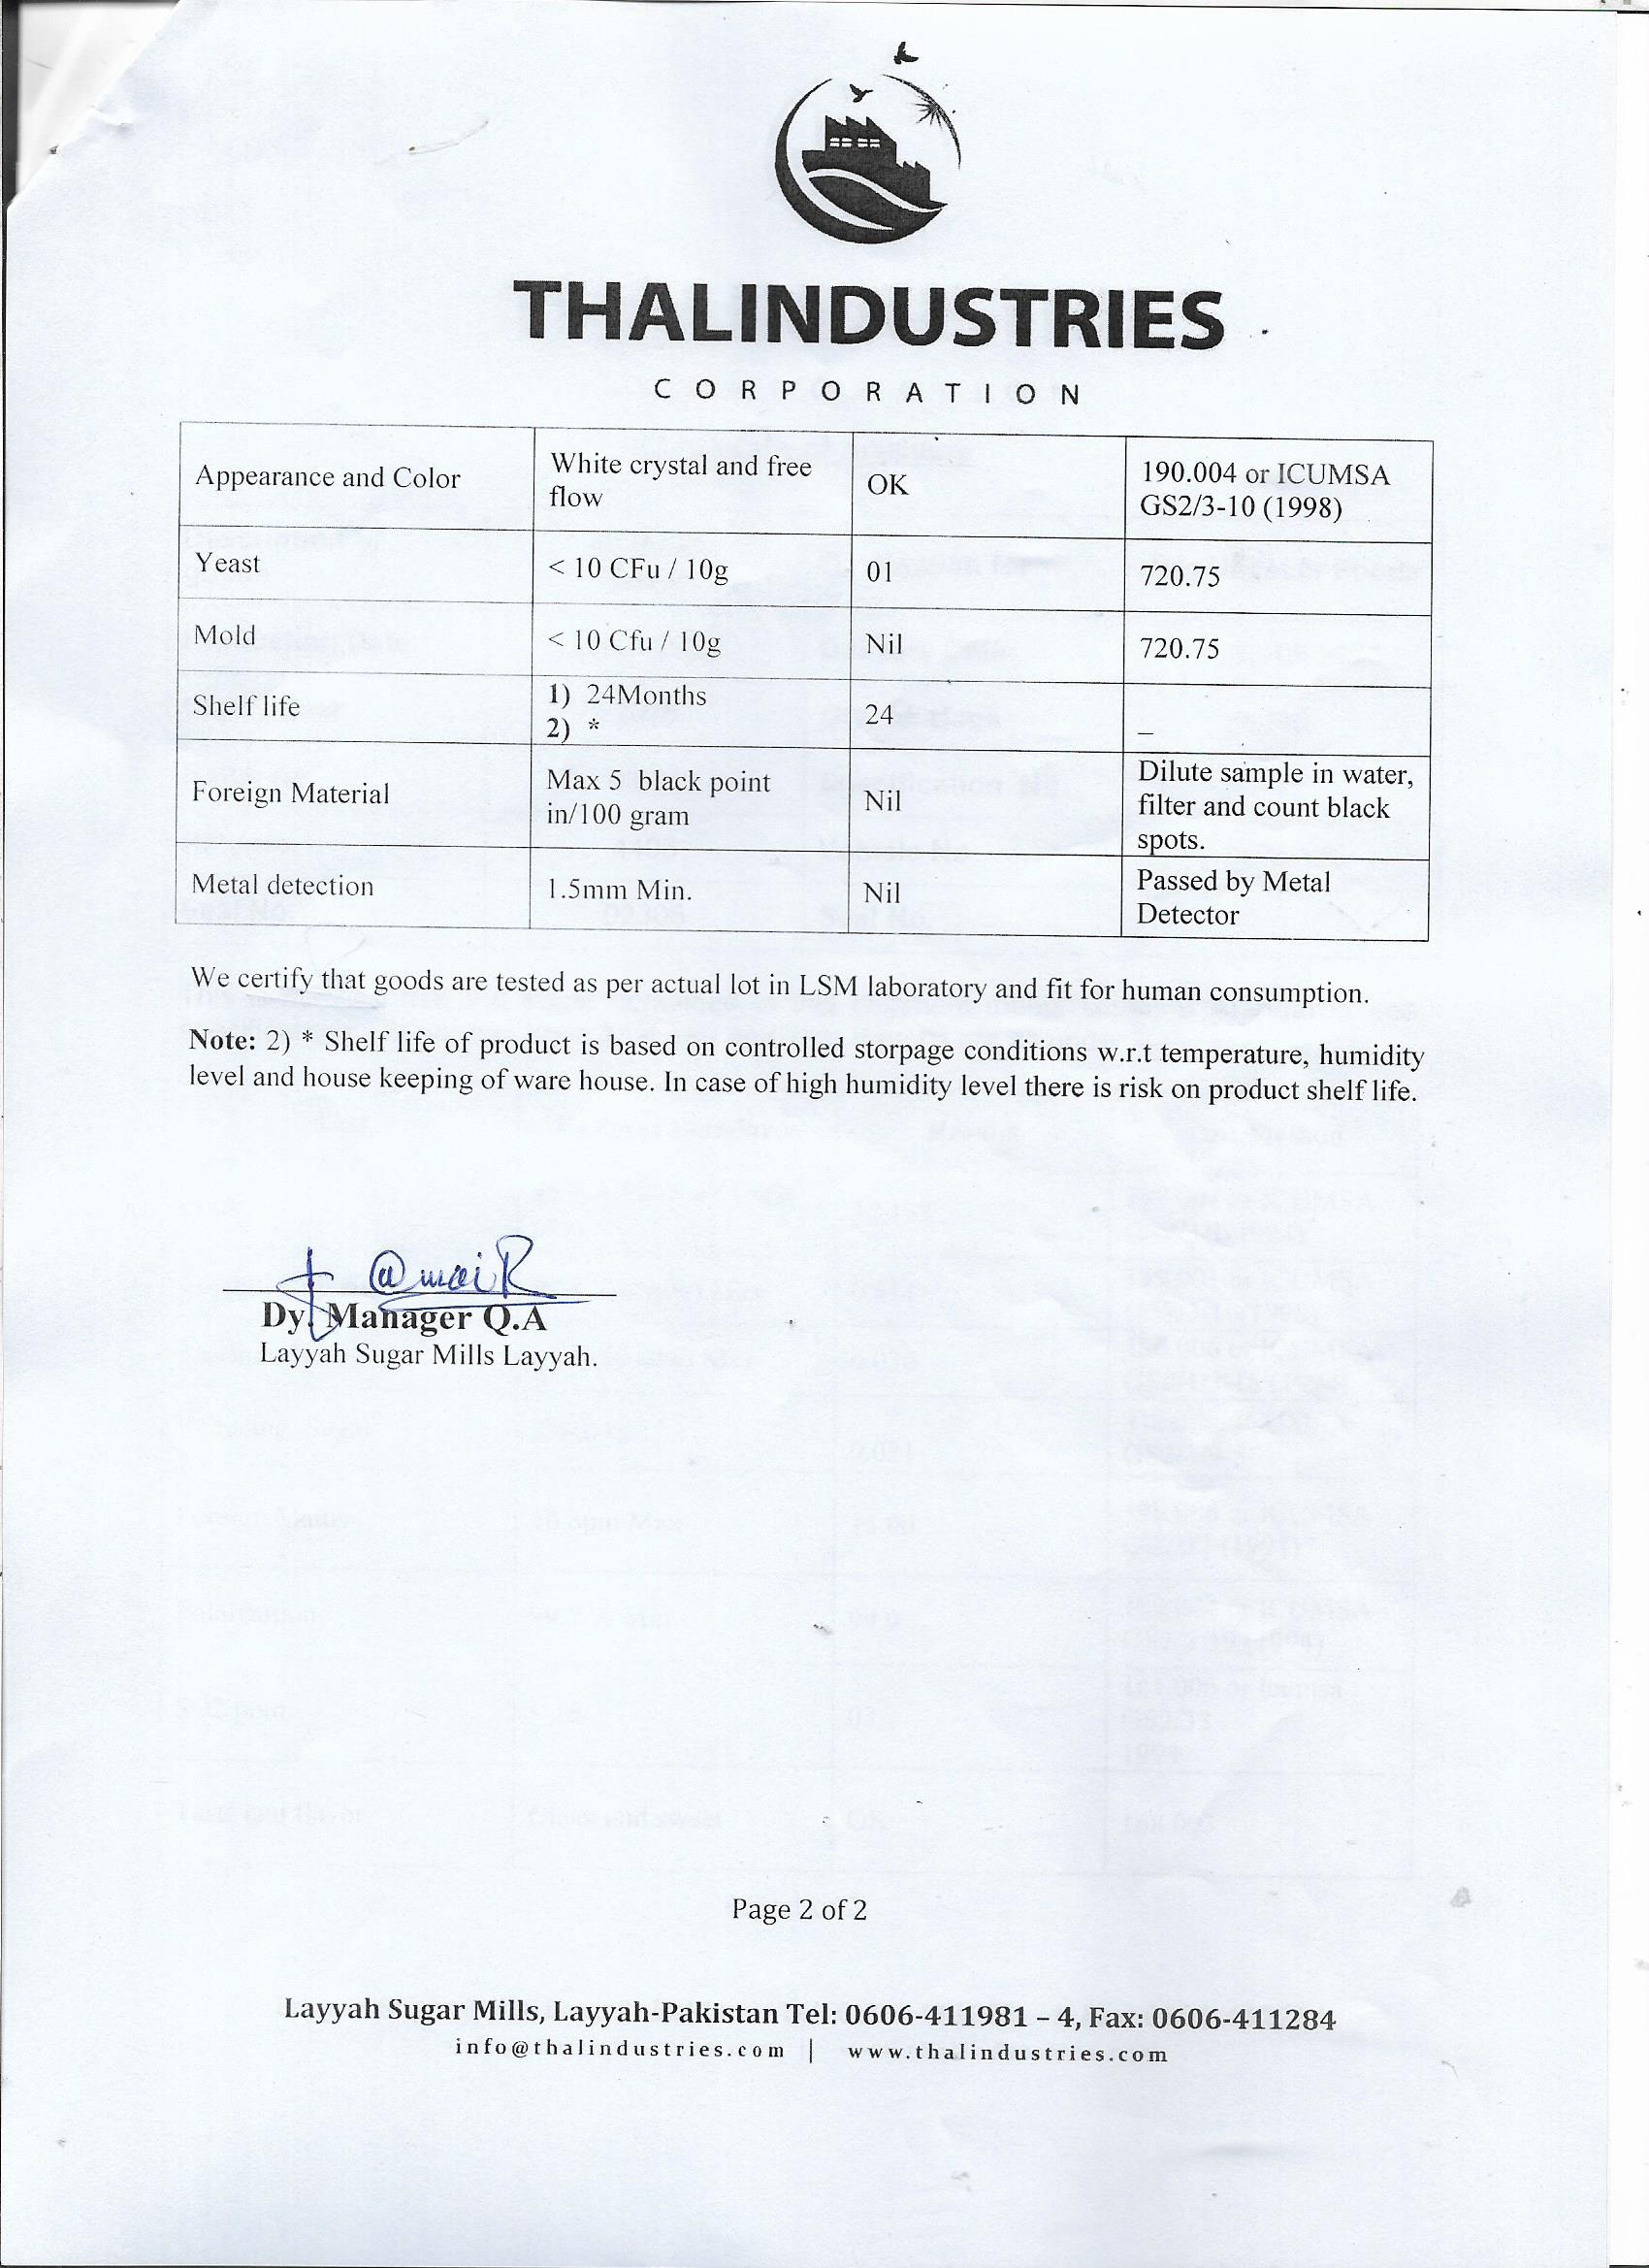 THALINDUSTRIES
CORPORATION
Appearance and Color
White crystal and free
flow
OK
190.004 or ICUMSA
GS2/3-10 (1998)
Yeast
< 10 CFu / 10g
01
720.75
Mold
< 10 Cfu / 10g
Nil
720.75
Shelf life
1) 24Months
2) *
24
–
Foreign Material
Max 5 black point
in/100 gram
Nil
Dilute sample in water,
filter and count black
spots.
Metal detection
1.5mm Min.
Nil
Passed by Metal
Detector
We certify that goods are tested as per actual lot in LSM laboratory and fit for human consumption.
Note: 2) * Shelf life of product is based on controlled storpage conditions w.r.t temperature, humidity
level and house keeping of ware house. In case of high humidity level there is risk on product shelf life.
Dy. Manager Q.A
Layyah Sugar Mills Layyah.
Page 2 of 2
Layyah Sugar Mills, Layyah-Pakistan Tel: 0606-411981 – 4, Fax: 0606-411284
info@thalindustries.com | www.thalindustries.com